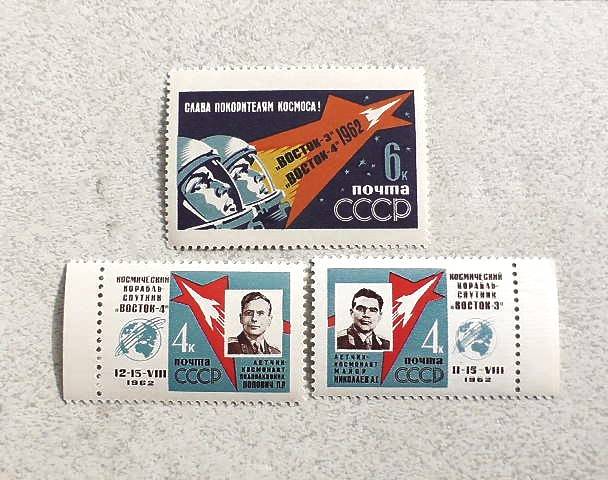 СЛАВА ПОКОРИТЕЛЯМ КОСМОСА!
„ВОСТОК-3"
„ВОСТОК-4"
1962
6к
почта
СССР
КОСМИЧЕСКИЙ
КОРАБЛЬ-
СПУТНИК
„ВОСТОК-4"
12-15-VIII
1962
4к
почта
СССР
ЛЕТЧИК-
КОСМОНАВТ
ПОДПОЛКОВНИК
ПОПОВИЧ П.Р.
4к
почта
СССР
ЛЕТЧИК-
КОСМОНАВТ
МАЙОР
НИКОЛАЕВ А.Г.
КОСМИЧЕСКИЙ
КОРАБЛЬ-
СПУТНИК
„ВОСТОК-3"
11-15-VIII
1962